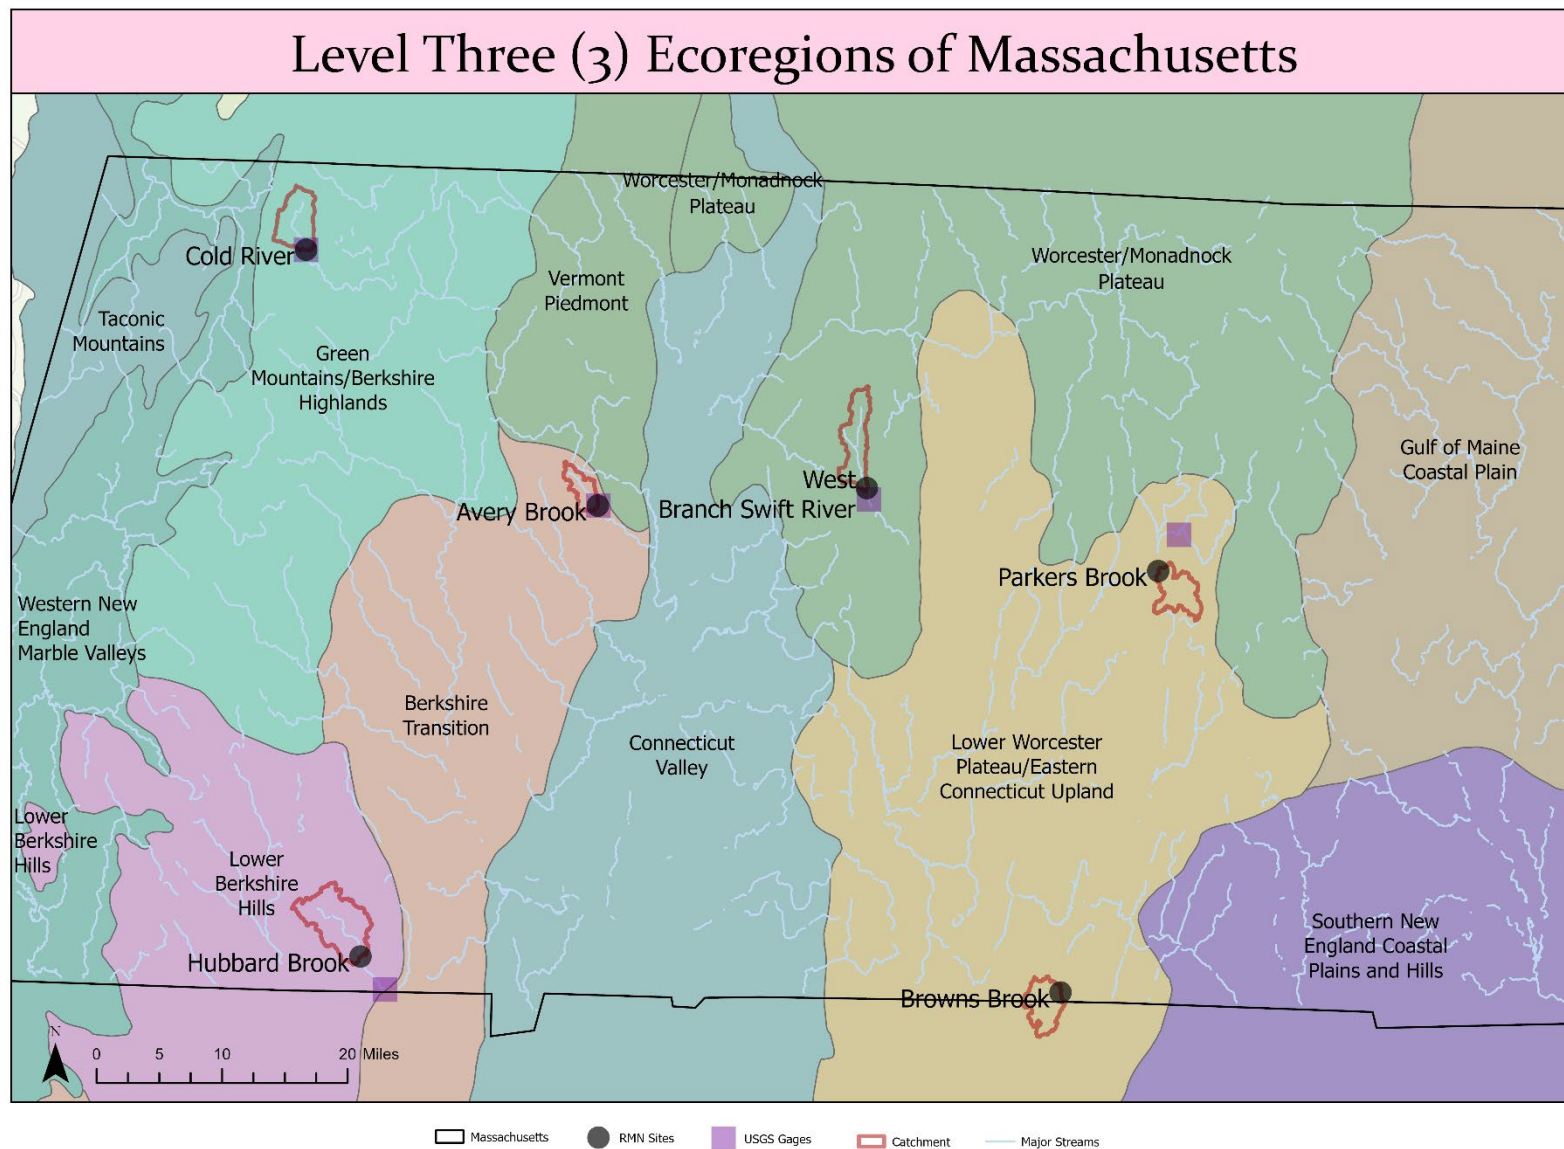 Level Three (3) Ecoregions of Massachusetts
Worcester/Monadnock
Plateau
Cold River
Vermont
Piedmont
Worcester/Monadnock
Plateau
Taconic
Mountains
Green
Mountains/Berkshire
Highlands
Gulf of Maine
Coastal Plain
West
Branch Swift River
Avery Brook
Parkers Brook
Western New
England
Marble Valleys
Berkshire
Transition
Connecticut
Valley
Lower Worcester
Plateau/Eastern
Connecticut Upland
Lower
Berkshire
Hills
Lower
Berkshire
Hills
Southern New
England Coastal
Plains and Hills
Hubbard Brook
Browns Brook
N
0 5 10 20 Miles
Massachusetts RMN Sites USGS Gages Catchment Major Streams